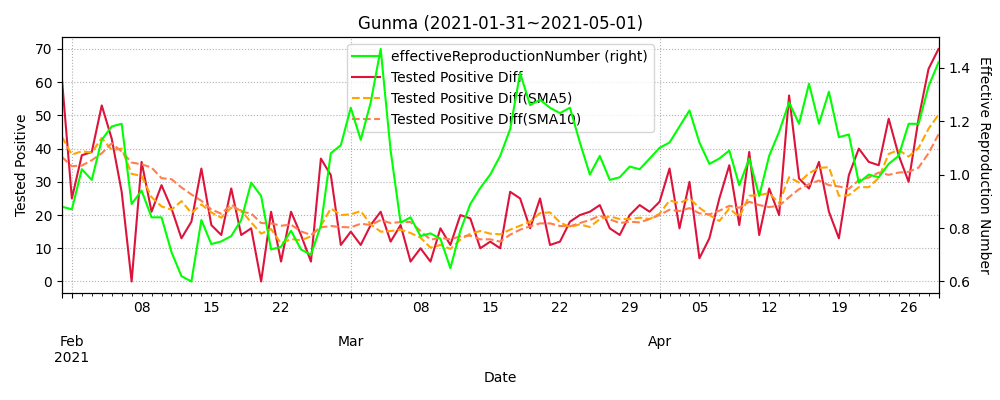 Gunma (2021-01-31~2021-05-01)
effectiveReproductionNumber (right)
Tested Positive Diff
Tested Positive Diff(SMA5)
Tested Positive Diff(SMA10)
Tested Positive
70
60
50
40
30
20
10
0
1.4
1.2
1.0
0.8
0.6
Effective Reproduction Number
08 15 22 08 15 22 29 05 12 19 26
Feb Mar Apr
2021
Date